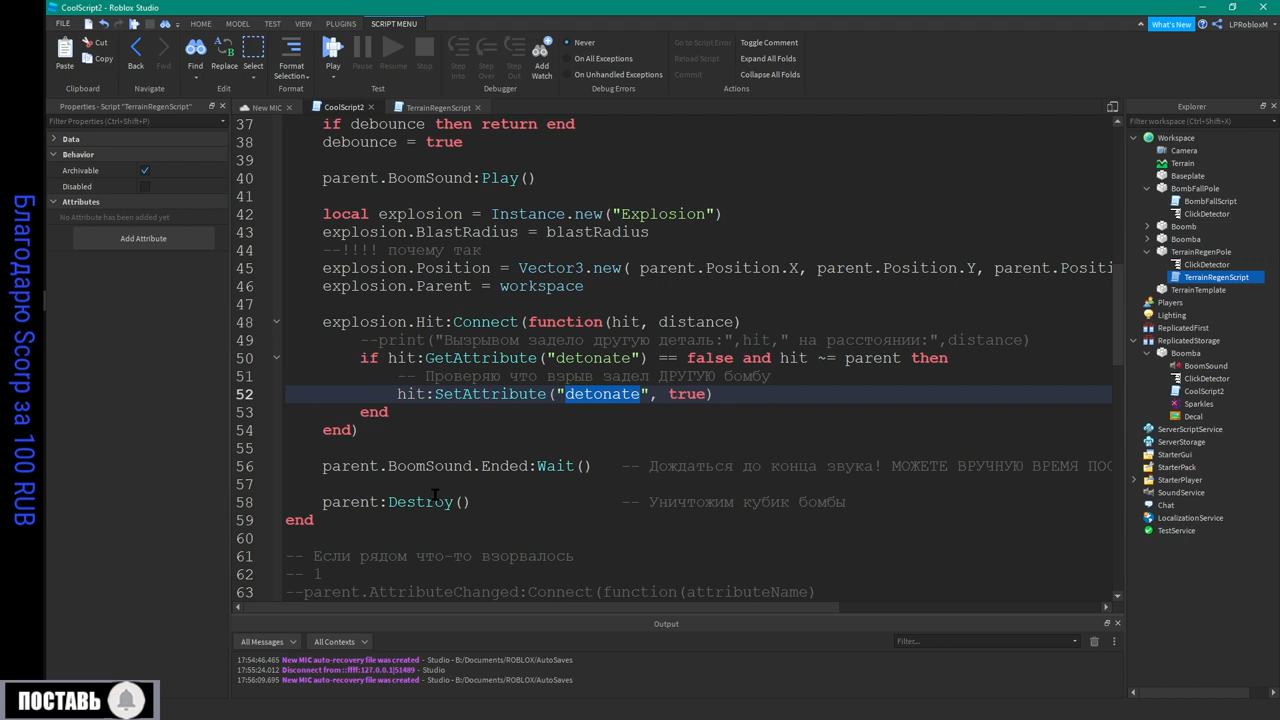 CoolScript2 - Roblox Studio
FILE
HOME
MODEL
TEST
VIEW
PLUGINS
SCRIPT MENU
What's New
LPRobloxM
Paste
Cut
Copy
Clipboard
Back
Fwd
Navigate
Find
Replace
Select
Edit
Format
Selection
Format
Play
Pause
Resume
Stop
Test
Step
Into
Step
Over
Step
Out
Add
Watch
Debugger
Never
On All Exceptions
On Unhandled Exceptions
Debug Errors
Go to Script Error
Reload Script
Commit
Toggle Comment
Expand All Folds
Collapse All Folds
Actions
Properties - Script "TerrainRegenScript"
Filter Properties (Ctrl+Shift+P)
Data
Behavior
Archivable
Disabled
Attributes
No Attribute has been added yet
Add Attribute
Благодарю Scorp за 100 RUB
New MIC
CoolScript2
TerrainRegenScript
37 if debounce then return end
38 debounce = true
39
40 parent.BoomSound:Play()
41
42 local explosion = Instance.new("Explosion")
43 explosion.BlastRadius = blastRadius
44 --!!!! почему так
45 explosion.Position = Vector3.new( parent.Position.X, parent.Position.Y, parent.Positi
46 explosion.Parent = workspace
47
48 explosion.Hit:Connect(function(hit, distance)
49 --print("Вызрывом задело другую деталь:",hit," на расстоянии:",distance)
50 if hit:GetAttribute("detonate") == false and hit ~= parent then
51 -- Проверяю что взрыв задел ДРУГУЮ бомбу
52 hit:SetAttribute("detonate", true)
53 end
54 end)
55
56 parent.BoomSound.Ended:Wait() -- Дождаться до конца звука! МОЖЕТЕ ВРУЧНУЮ ВРЕМЯ ПОС
57
58 parent:Destroy() -- Уничтожим кубик бомбы
59 end
60
61 -- Если рядом что-то взорвалось
62 -- 1
63 --parent.AttributeChanged:Connect(function(attributeName)
Output
All Messages
All Contexts
Filter...
17:54:46.465 New MIC auto-recovery file was created - Studio - B:/Documents/ROBLOX/AutoSaves
17:55:24.012 Disconnect from ::ffff:127.0.0.1|51489 - Studio
17:56:09.695 New MIC auto-recovery file was created - Studio - B:/Documents/ROBLOX/AutoSaves
Explorer
Filter workspace (Ctrl+Shift+X)
Workspace
Camera
Terrain
Baseplate
BombFallPole
BombFallScript
ClickDetector
Boomb
Boomba
TerrainRegenPole
ClickDetector
TerrainRegenScript
TerrainTemplate
Players
Lighting
ReplicatedFirst
ReplicatedStorage
Boomba
BoomSound
ClickDetector
CoolScript2
Sparkles
Decal
ServerScriptService
ServerStorage
StarterGui
StarterPack
StarterPlayer
SoundService
Chat
LocalizationService
TestService
ПОСТАВЬ